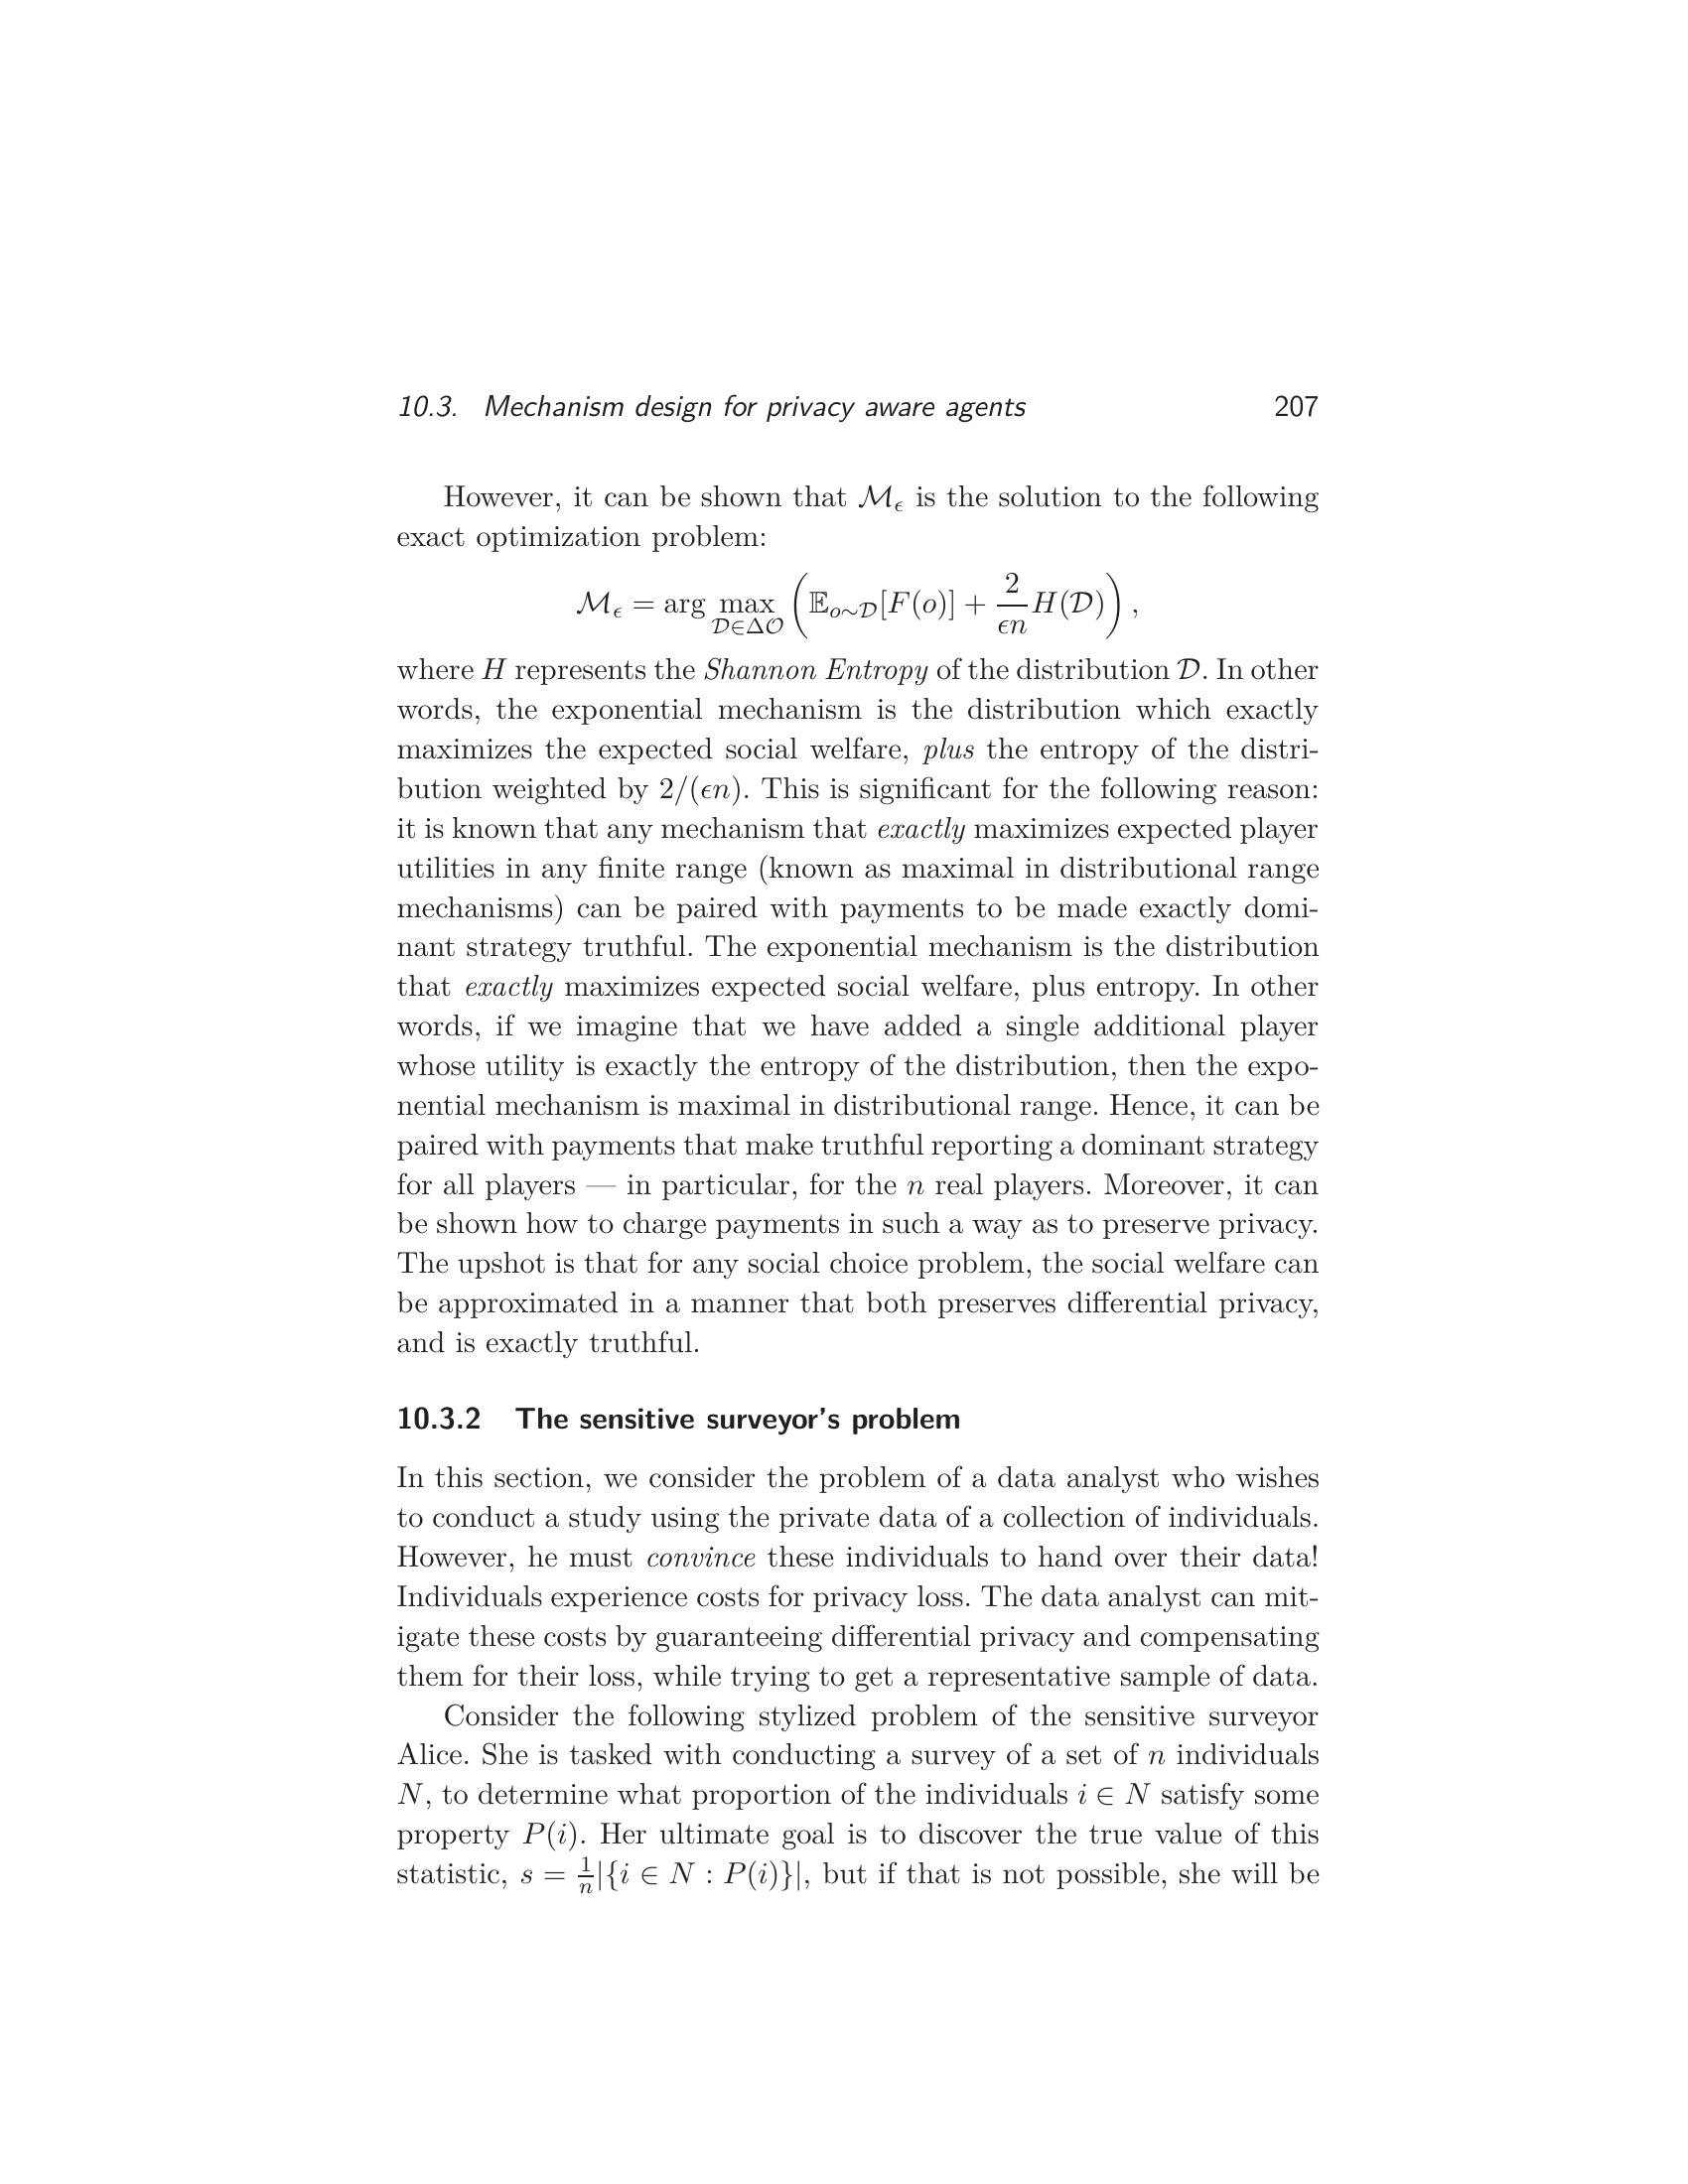 10.3. Mechanism design for privacy aware agents 207
However, it can be shown that $\mathcal{M}_\epsilon$ is the solution to the following
exact optimization problem:
$$\mathcal{M}_\epsilon = \arg\max_{\mathcal{D} \in \Delta\mathcal{O}} \left( \mathbb{E}_{o \sim \mathcal{D}}[F(o)] + \frac{2}{\epsilon n} H(\mathcal{D}) \right),$$
where $H$ represents the Shannon Entropy of the distribution $\mathcal{D}$. In other
words, the exponential mechanism is the distribution which exactly
maximizes the expected social welfare, plus the entropy of the distri-
bution weighted by $2/(\epsilon n)$. This is significant for the following reason:
it is known that any mechanism that exactly maximizes expected player
utilities in any finite range (known as maximal in distributional range
mechanisms) can be paired with payments to be made exactly domi-
nant strategy truthful. The exponential mechanism is the distribution
that exactly maximizes expected social welfare, plus entropy. In other
words, if we imagine that we have added a single additional player
whose utility is exactly the entropy of the distribution, then the expo-
nential mechanism is maximal in distributional range. Hence, it can be
paired with payments that make truthful reporting a dominant strategy
for all players — in particular, for the $n$ real players. Moreover, it can
be shown how to charge payments in such a way as to preserve privacy.
The upshot is that for any social choice problem, the social welfare can
be approximated in a manner that both preserves differential privacy,
and is exactly truthful.
10.3.2 The sensitive surveyor's problem
In this section, we consider the problem of a data analyst who wishes
to conduct a study using the private data of a collection of individuals.
However, he must convince these individuals to hand over their data!
Individuals experience costs for privacy loss. The data analyst can mit-
igate these costs by guaranteeing differential privacy and compensating
them for their loss, while trying to get a representative sample of data.
Consider the following stylized problem of the sensitive surveyor
Alice. She is tasked with conducting a survey of a set of $n$ individuals
$N$, to determine what proportion of the individuals $i \in N$ satisfy some
property $P(i)$. Her ultimate goal is to discover the true value of this
statistic, $s = \frac{1}{n}|\{i \in N : P(i)\}|$, but if that is not possible, she will be